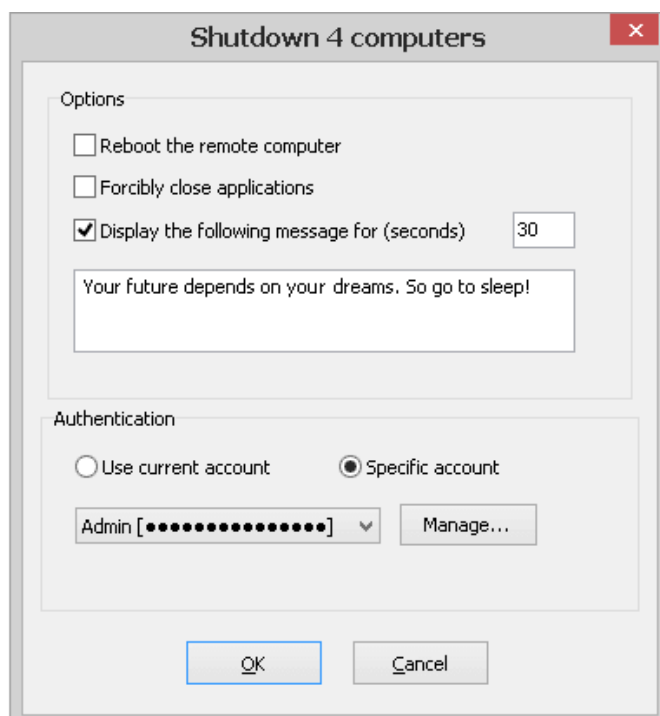 Shutdown 4 computers
Options
Reboot the remote computer
Forcibly close applications
Display the following message for (seconds) 30
Your future depends on your dreams. So go to sleep!
Authentication
Use current account Specific account
Admin [●●●●●●●●●●●●●●●] Manage...
OK Cancel